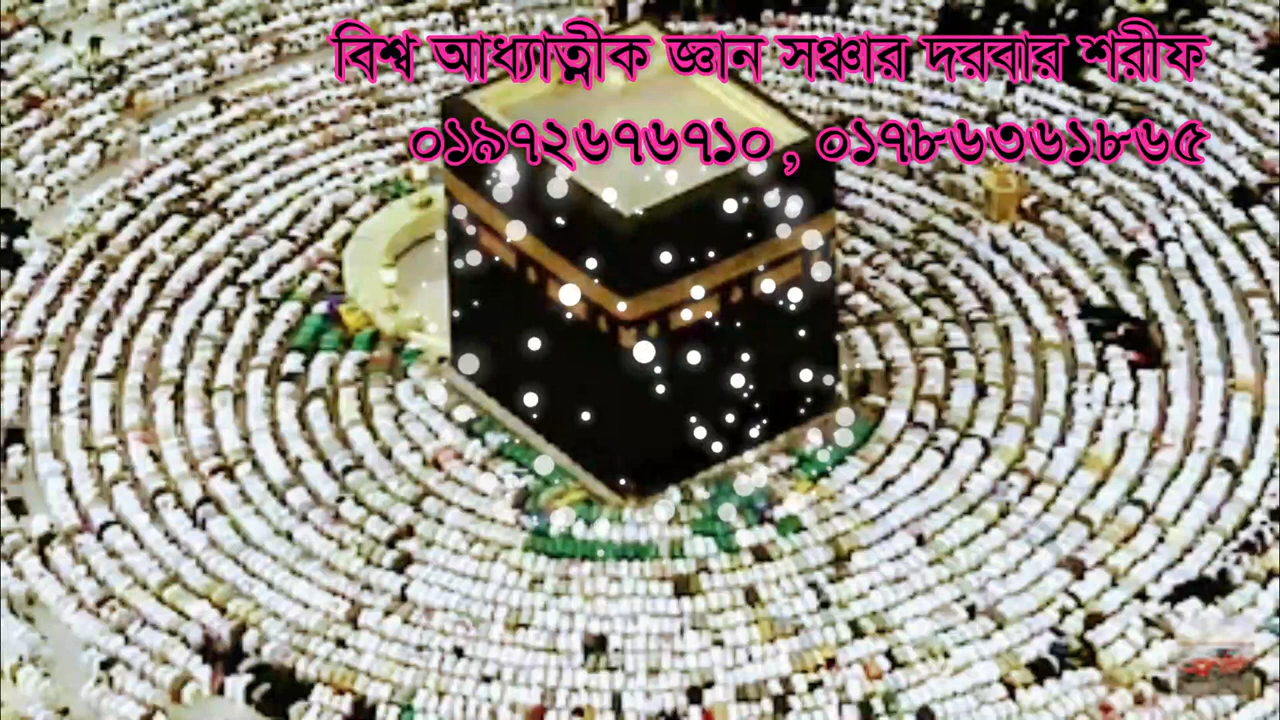 বিশ্ব আধ্যাত্নীক জ্ঞান সঞ্চার দরবার শরীফ
০১৯৭২৬৭৬৭১০ , ০১৭৮৬৩৬১৮৬৫